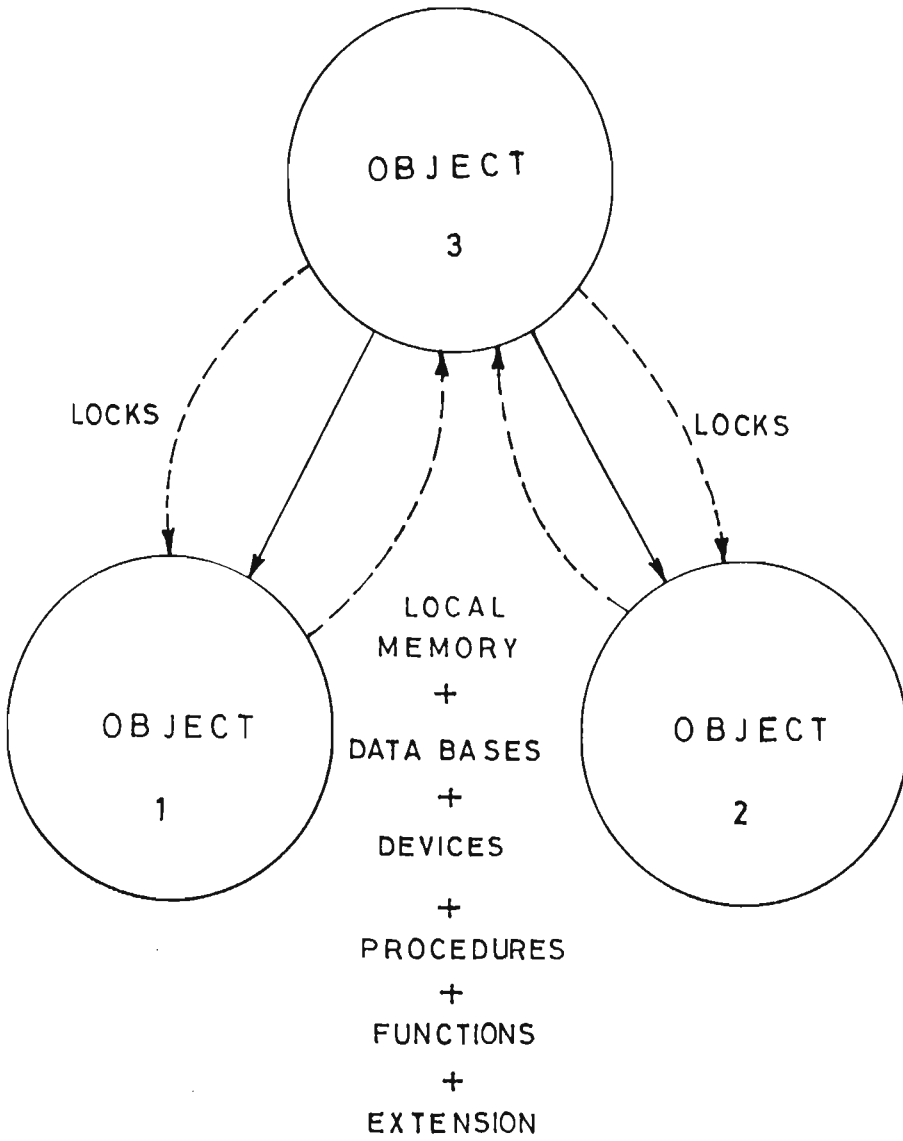 OBJECT
3
LOCKS
LOCKS
LOCAL
MEMORY
+
DATA BASES
+
DEVICES
+
PROCEDURES
+
FUNCTIONS
+
EXTENSION
OBJECT
1
OBJECT
2